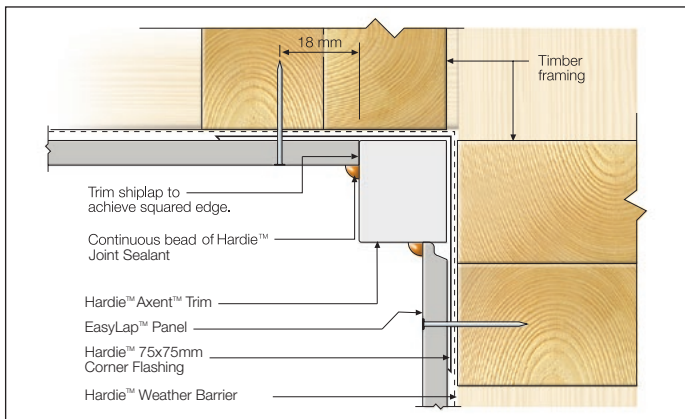 18 mm
Timber
framing
Trim shiplap to
achieve squared edge.
Continuous bead of Hardie™
Joint Sealant
Hardie™ Axent™ Trim
EasyLap™ Panel
Hardie™ 75x75mm
Corner Flashing
Hardie™ Weather Barrier